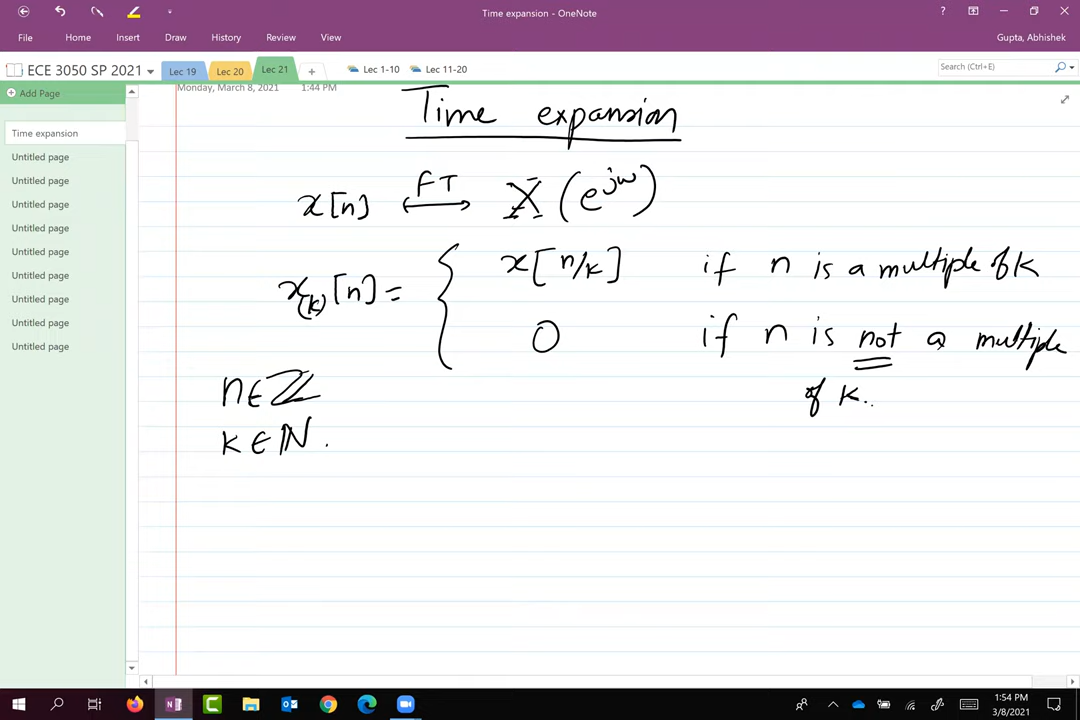 Time expansion - OneNote
?
File Home Insert Draw History Review View
Gupta, Abhishek
ECE 3050 SP 2021 Lec 19 Lec 20 Lec 21 + Lec 1-10 Lec 11-20
Search (Ctrl+E)
Add Page
Monday, March 8, 2021 1:44 PM
Time expansion
Untitled page
Untitled page
Untitled page
Untitled page
Untitled page
Untitled page
Untitled page
Untitled page
Untitled page
Time expansion
x[n] FT ↔ X(e^{jω})
x_{(k)}[n] = { x[n/k] if n is a multiple of k
0 if n is not a multiple
of k.
n ∈ ℤ
k ∈ ℕ.
1:54 PM
3/8/2021